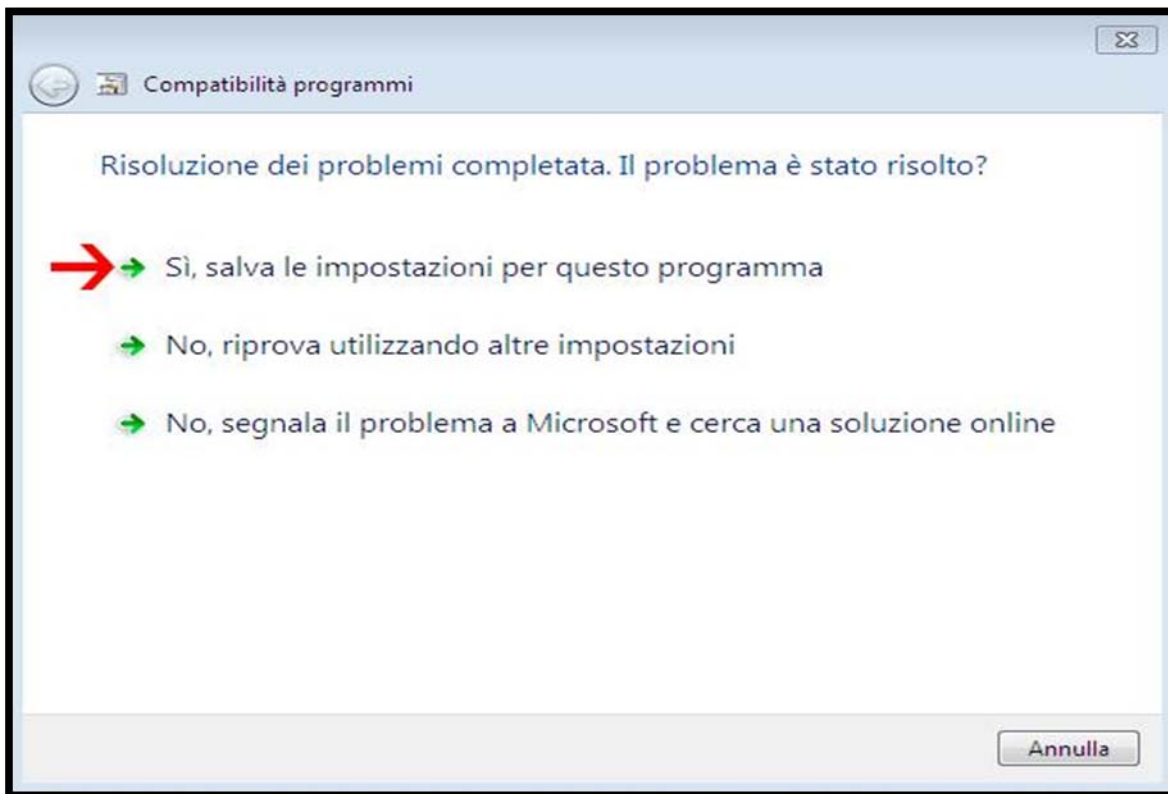 Compatibilità programmi
Risoluzione dei problemi completata. Il problema è stato risolto?
Sì, salva le impostazioni per questo programma
No, riprova utilizzando altre impostazioni
No, segnala il problema a Microsoft e cerca una soluzione online
Annulla